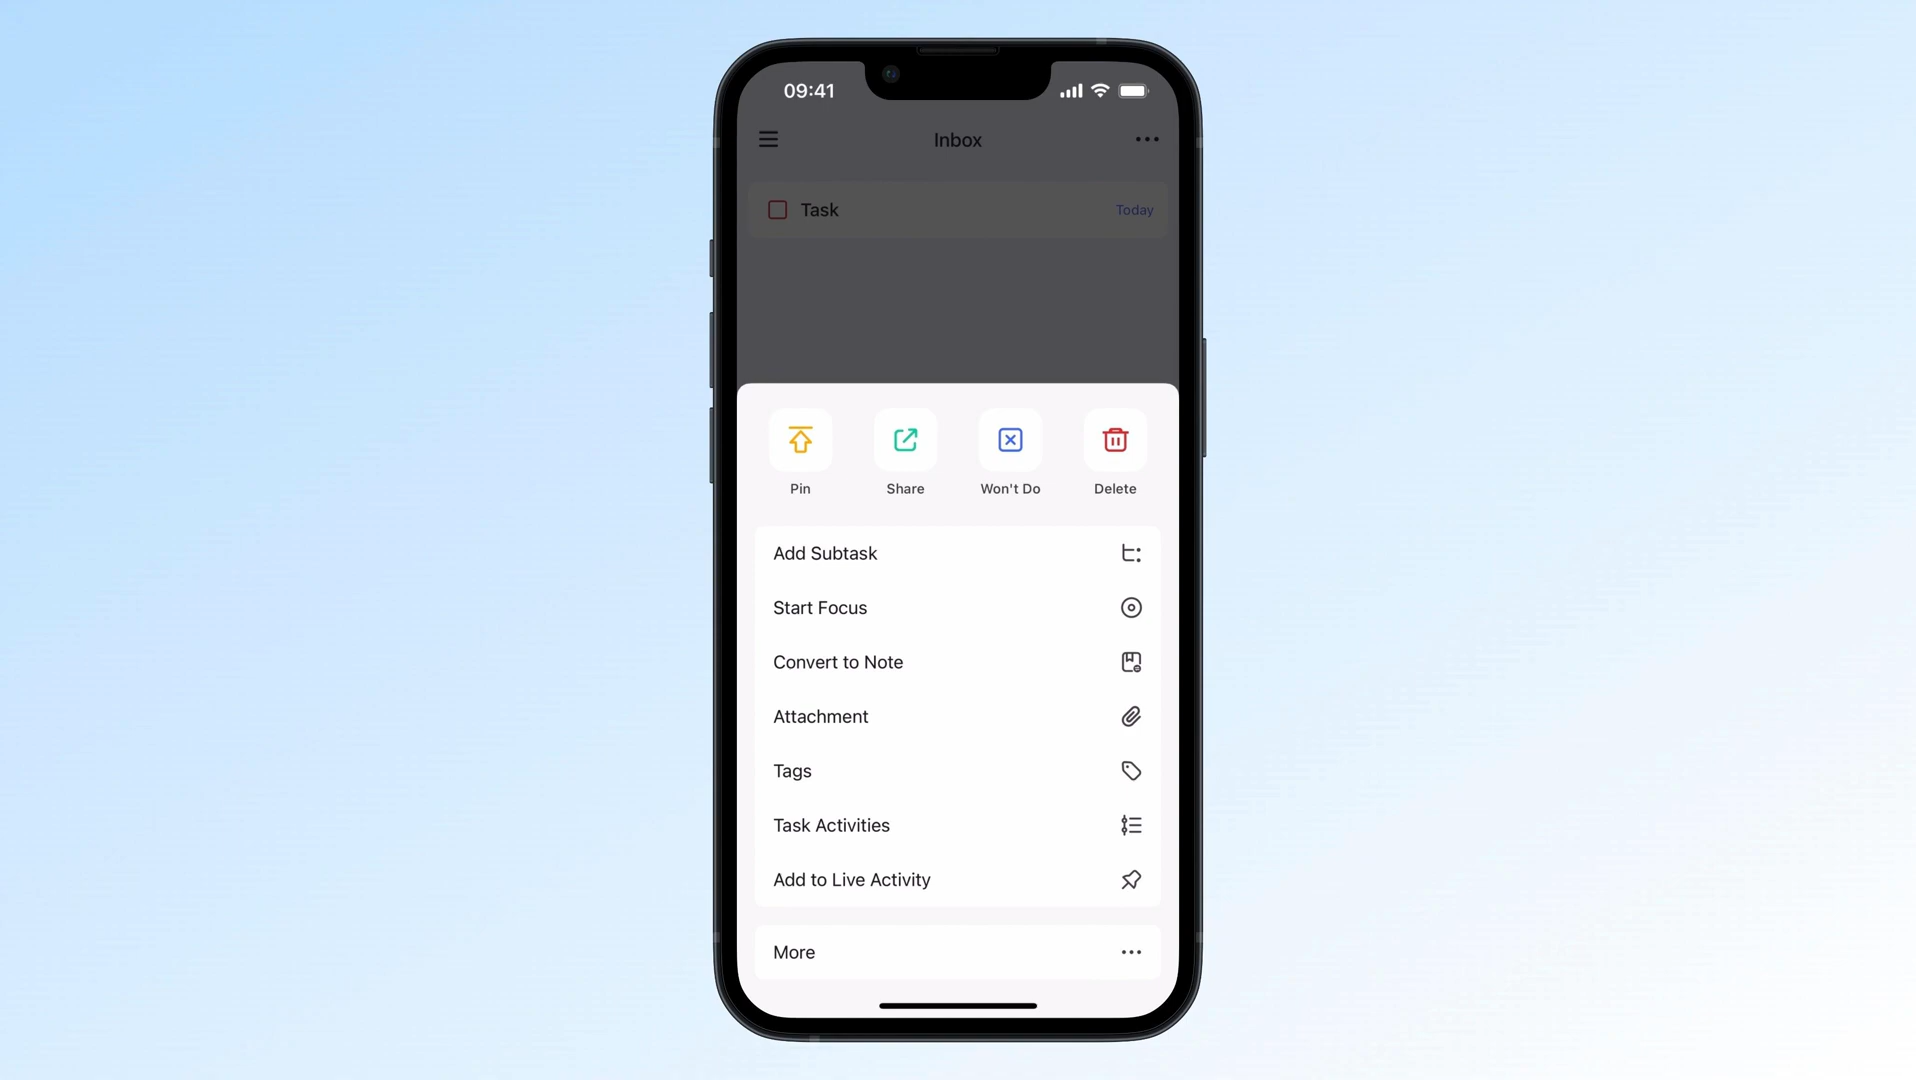 09:41
Inbox
Task Today
Pin Share Won't Do Delete
Add Subtask
Start Focus
Convert to Note
Attachment
Tags
Task Activities
Add to Live Activity
More